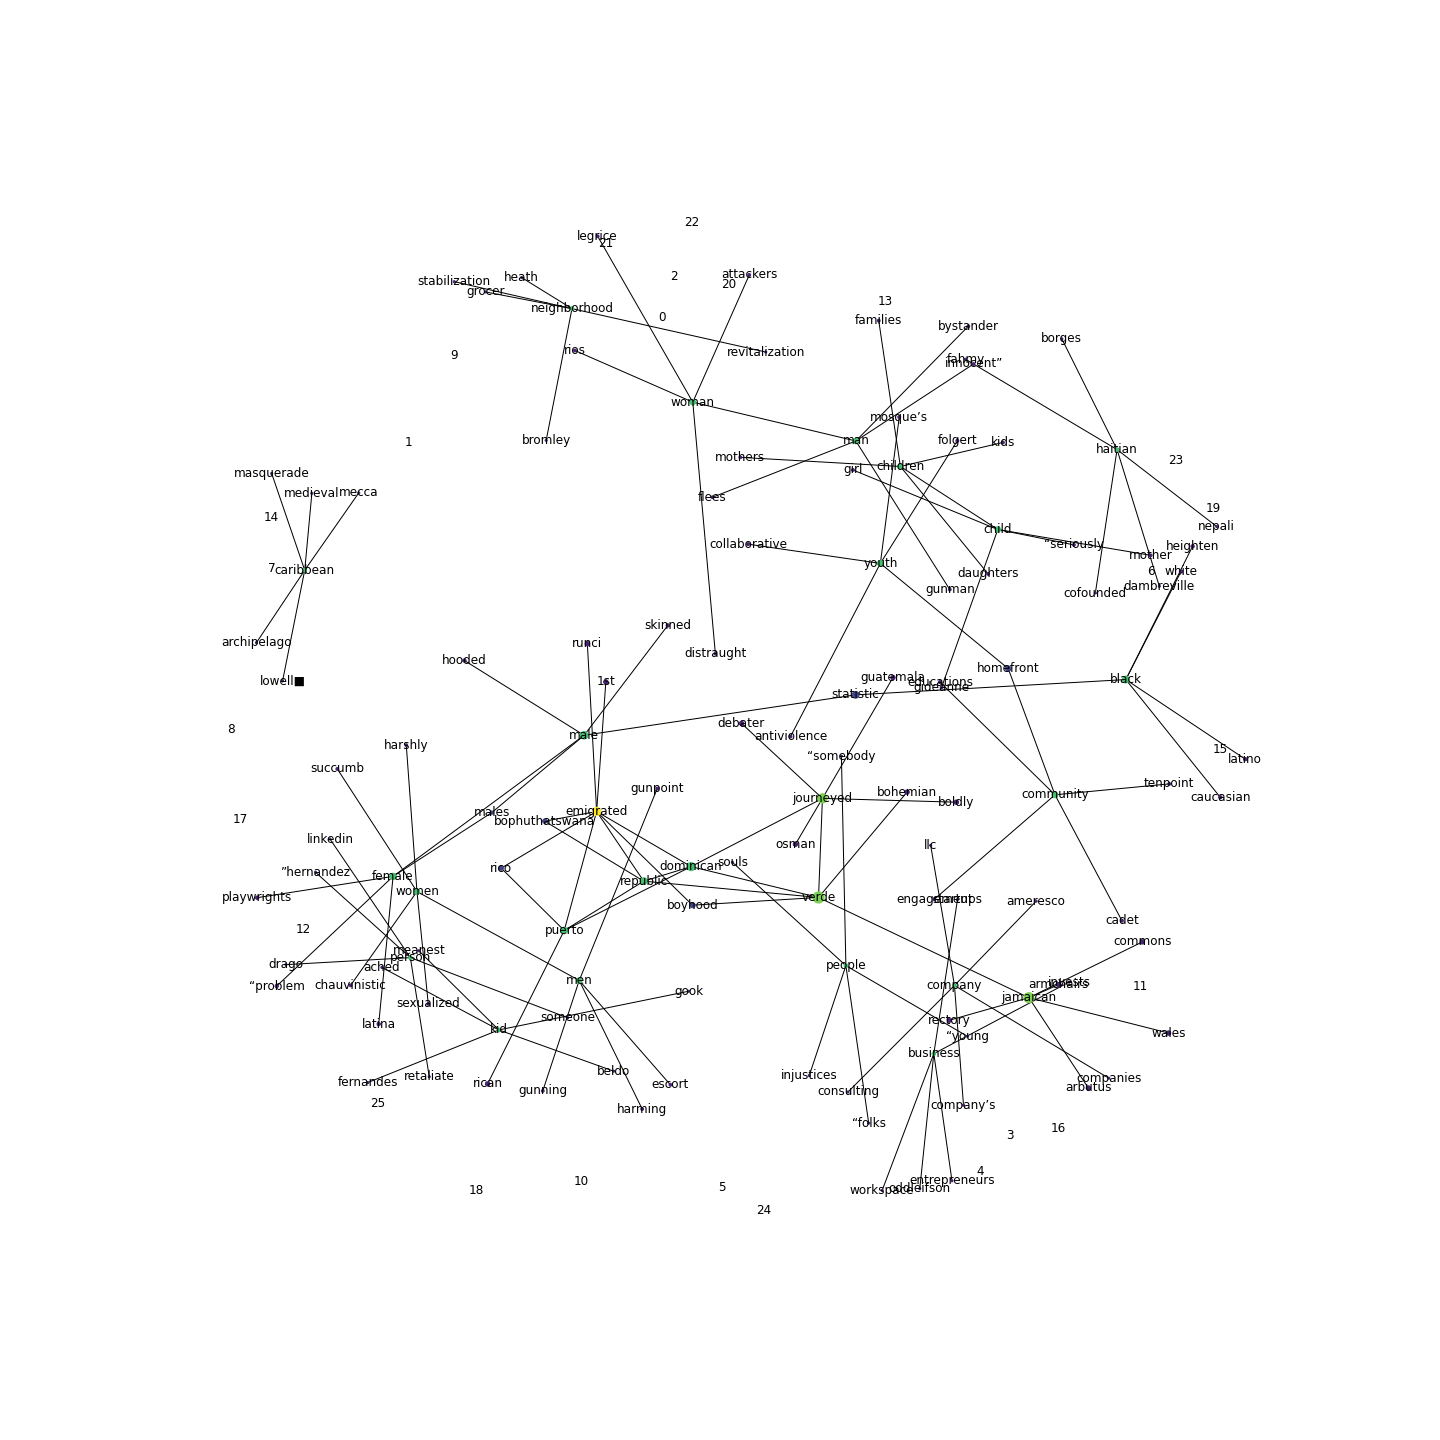 22
legrice
21
2
attackers
heath
stabilization
20
grocer
13
neighborhood
0
families
bystander
borges
ries
revitalization
9
fahmy
innocent”
woman
mosque’s
bromley
man
folgert
kids
1
haitian
mothers
23
children
girl
masquerade
medieval
mecca
flees
19
14
nepali
child
collaborative
“seriously
heighten
mother
youth
7
caribbean
daughters
6
white
dambreville
gunman
cofounded
skinned
archipelago
runci
distraught
hooded
homefront
guatemala
black
lowell■
1st
educations
statistic
debater
8
male
antiviolence
harshly
15
“somebody
latino
succumb
gunpoint
tenpoint
bohemian
community
journeyed
boldly
caucasian
males
emigrated
17
bophuthatswana
linkedin
osman
llc
souls
rico
dominican
”hernandez
female
republic
women
playwrights
verde
engagement
startups
ameresco
boyhood
cadet
12
puerto
commons
meanest
person
drago
ached
people
men
“problem
chauvinistic
company
armchairs
11
gook
jamaican
sexualized
someone
rectory
latina
kid
wales
“young
business
beldo
retaliate
injustices
companies
fernandes
rican
escort
arbutus
gunning
consulting
25
company’s
harming
“folks
16
3
4
10
entrepreneurs
5
18
workspace
24